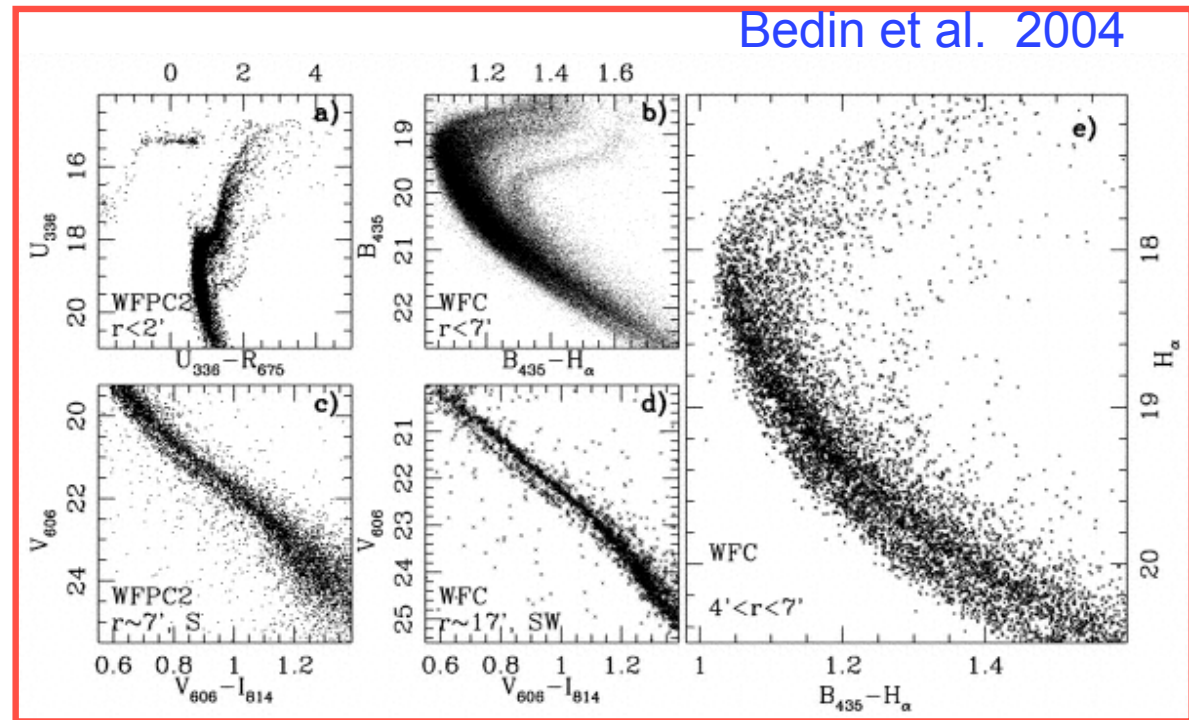 Bedin et al. 2004
0 2 4
a)
U336
16
18
20
WFPC2
r<2'
U336−R675
1.2 1.4 1.6
b)
B435
19
20
21
22
WFC
r<7'
B435−Hα
c)
V606
20
22
24
WFPC2
r~7', S
0.6 0.8 1 1.2
V606−I814
d)
V606
21
22
23
24
25
WFC
r~17', SW
0.6 0.8 1 1.2
V606−I814
e)
18
19
20
Hα
WFC
4'<r<7'
1 1.2 1.4
B435−Hα